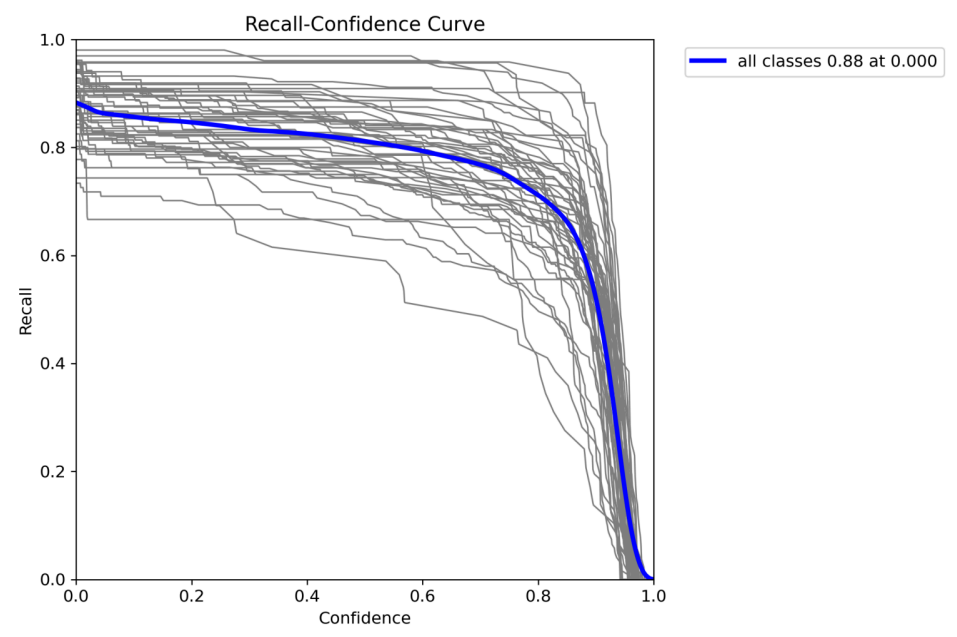 Recall-Confidence Curve
all classes 0.88 at 0.000
Recall
1.0
0.8
0.6
0.4
0.2
0.0
0.0 0.2 0.4 0.6 0.8 1.0
Confidence